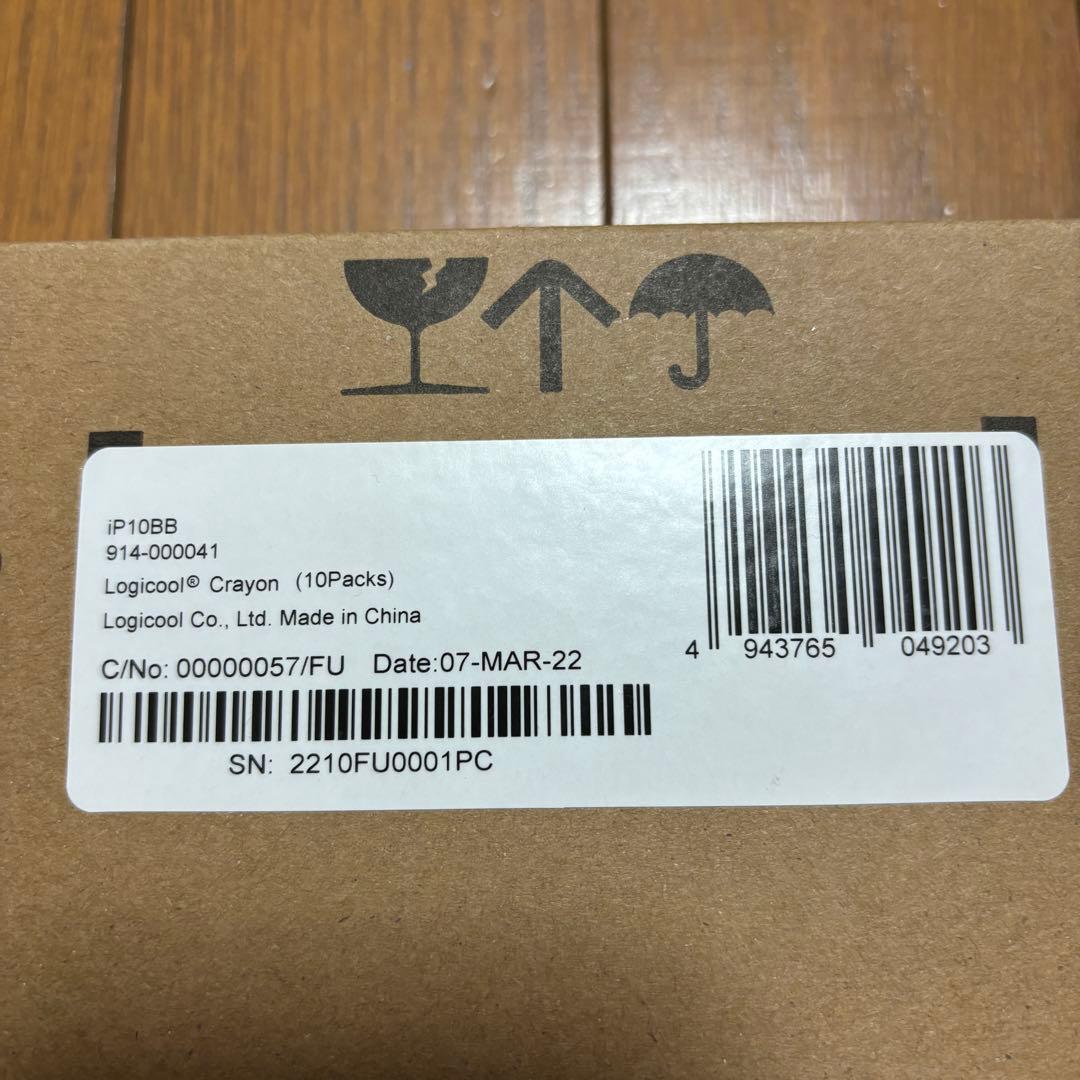 iP10BB
914-000041
Logicool® Crayon (10Packs)
Logicool Co., Ltd. Made in China
C/No: 00000057/FU Date:07-MAR-22
SN: 2210FU0001PC
4 943765 049203